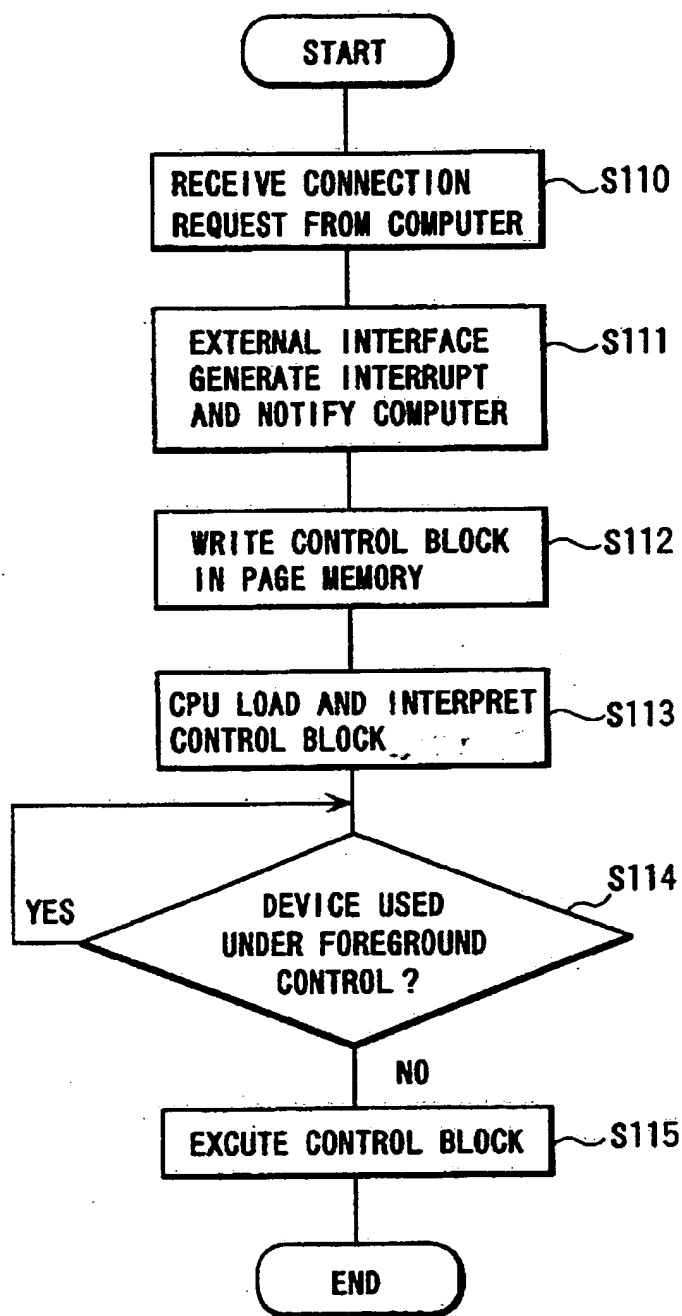 START
RECEIVE CONNECTION
REQUEST FROM COMPUTER
S110
EXTERNAL INTERFACE
GENERATE INTERRUPT
AND NOTIFY COMPUTER
S111
WRITE CONTROL BLOCK
IN PAGE MEMORY
S112
CPU LOAD AND INTERPRET
CONTROL BLOCK
S113
DEVICE USED
UNDER FOREGROUND
CONTROL ?
S114
YES
NO
EXCUTE CONTROL BLOCK
S115
END